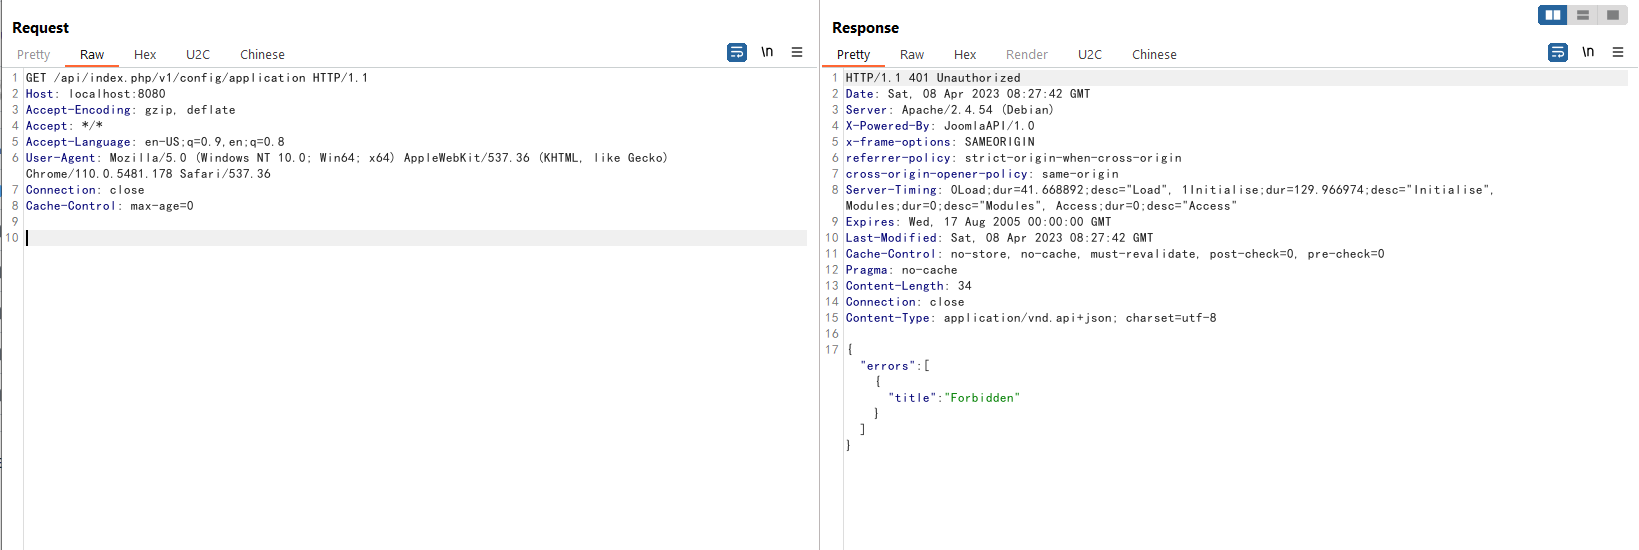 Request
Pretty Raw Hex U2C Chinese \n
1 GET /api/index.php/v1/config/application HTTP/1.1
2 Host: localhost:8080
3 Accept-Encoding: gzip, deflate
4 Accept: */*
5 Accept-Language: en-US;q=0.9,en;q=0.8
6 User-Agent: Mozilla/5.0 (Windows NT 10.0; Win64; x64) AppleWebKit/537.36 (KHTML, like Gecko)
Chrome/110.0.5481.178 Safari/537.36
7 Connection: close
8 Cache-Control: max-age=0
9
10
Response
Pretty Raw Hex Render U2C Chinese \n
1 HTTP/1.1 401 Unauthorized
2 Date: Sat, 08 Apr 2023 08:27:42 GMT
3 Server: Apache/2.4.54 (Debian)
4 X-Powered-By: JoomlaAPI/1.0
5 x-frame-options: SAMEORIGIN
6 referrer-policy: strict-origin-when-cross-origin
7 cross-origin-opener-policy: same-origin
8 Server-Timing: 0Load;dur=41.668892;desc="Load", 1Initialise;dur=129.966974;desc="Initialise",
Modules;dur=0;desc="Modules", Access;dur=0;desc="Access"
9 Expires: Wed, 17 Aug 2005 00:00:00 GMT
10 Last-Modified: Sat, 08 Apr 2023 08:27:42 GMT
11 Cache-Control: no-store, no-cache, must-revalidate, post-check=0, pre-check=0
12 Pragma: no-cache
13 Content-Length: 34
14 Connection: close
15 Content-Type: application/vnd.api+json; charset=utf-8
16
17 {
"errors":[
{
"title":"Forbidden"
}
]
}